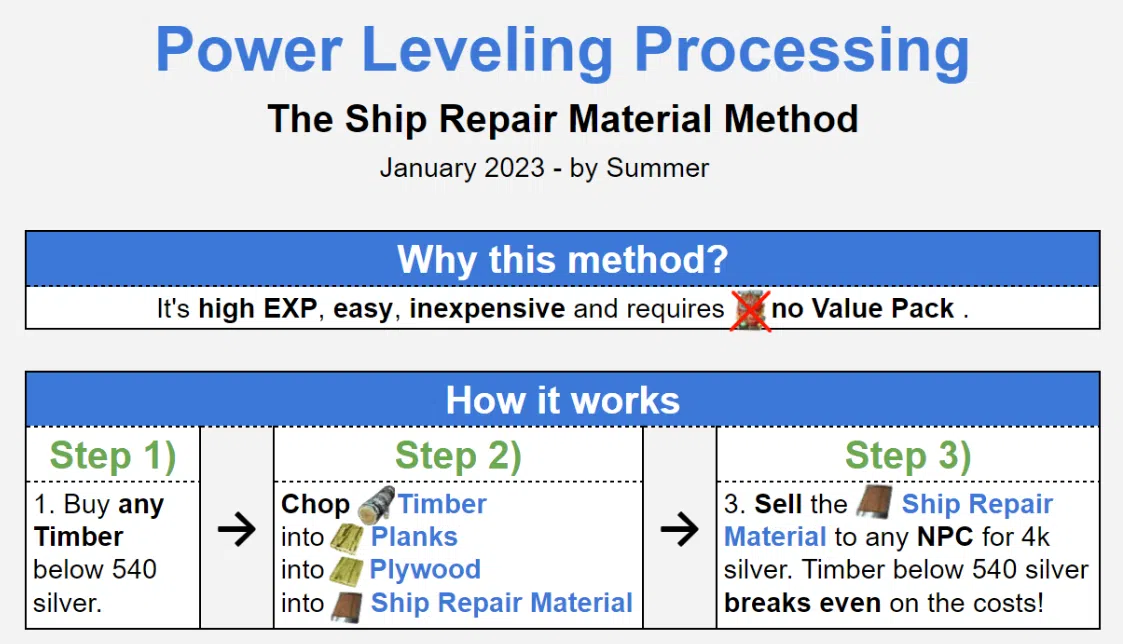 Power Leveling Processing
The Ship Repair Material Method
January 2023 - by Summer
Why this method?
It's high EXP, easy, inexpensive and requires no Value Pack .
How it works
Step 1)
1. Buy any
Timber
below 540
silver.
→
Step 2)
Chop Timber
into Planks
into Plywood
into Ship Repair Material
→
Step 3)
3. Sell the Ship Repair
Material to any NPC for 4k
silver. Timber below 540 silver
breaks even on the costs!